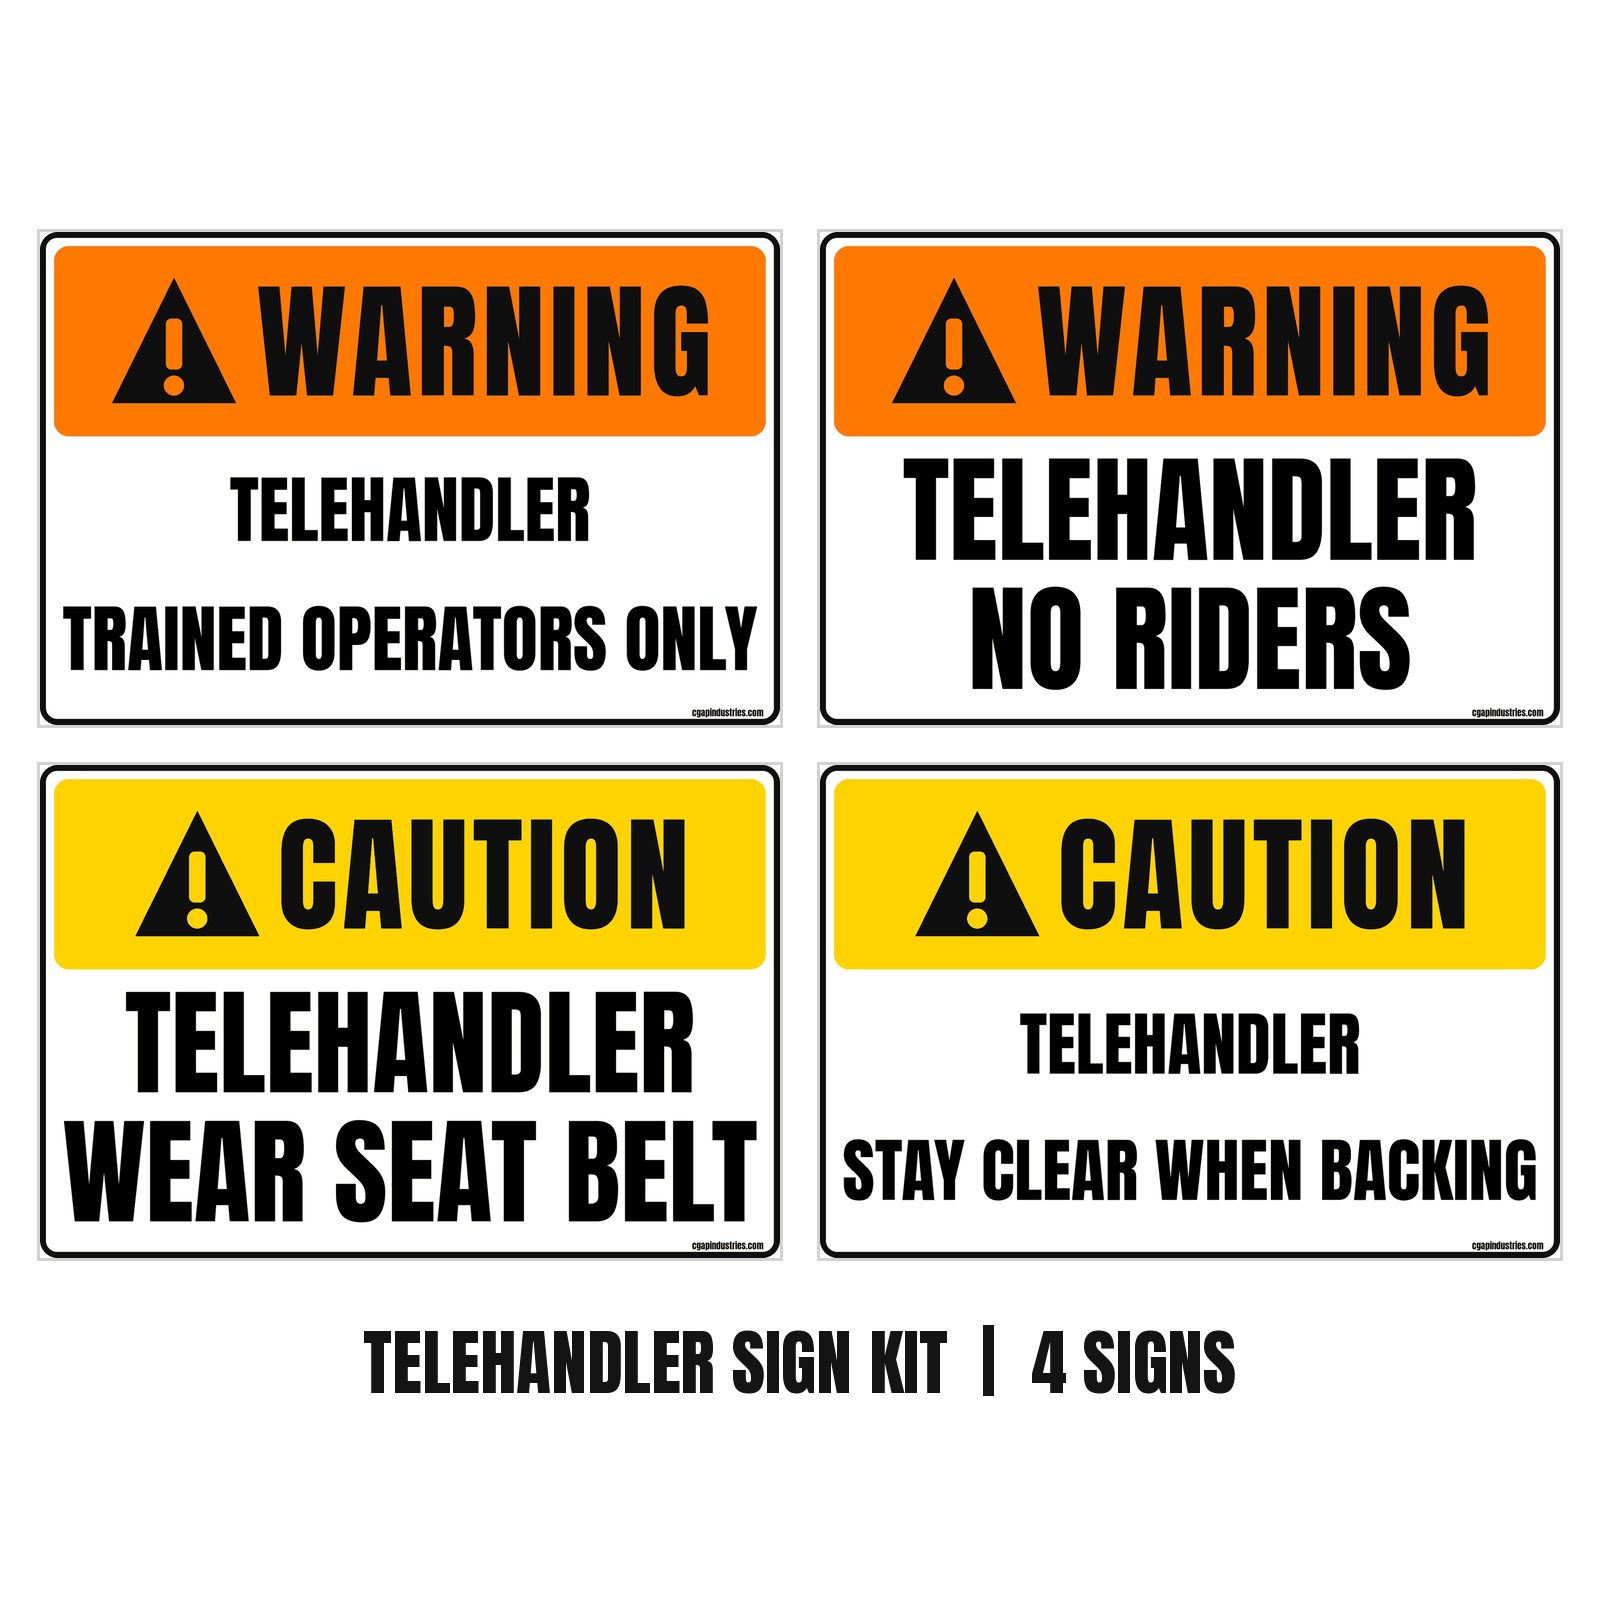 WARNING
TELEHANDLER
TRAINED OPERATORS ONLY
cgapindustries.com
WARNING
TELEHANDLER
NO RIDERS
cgapindustries.com
CAUTION
TELEHANDLER
WEAR SEAT BELT
cgapindustries.com
CAUTION
TELEHANDLER
STAY CLEAR WHEN BACKING
cgapindustries.com
TELEHANDLER SIGN KIT | 4 SIGNS